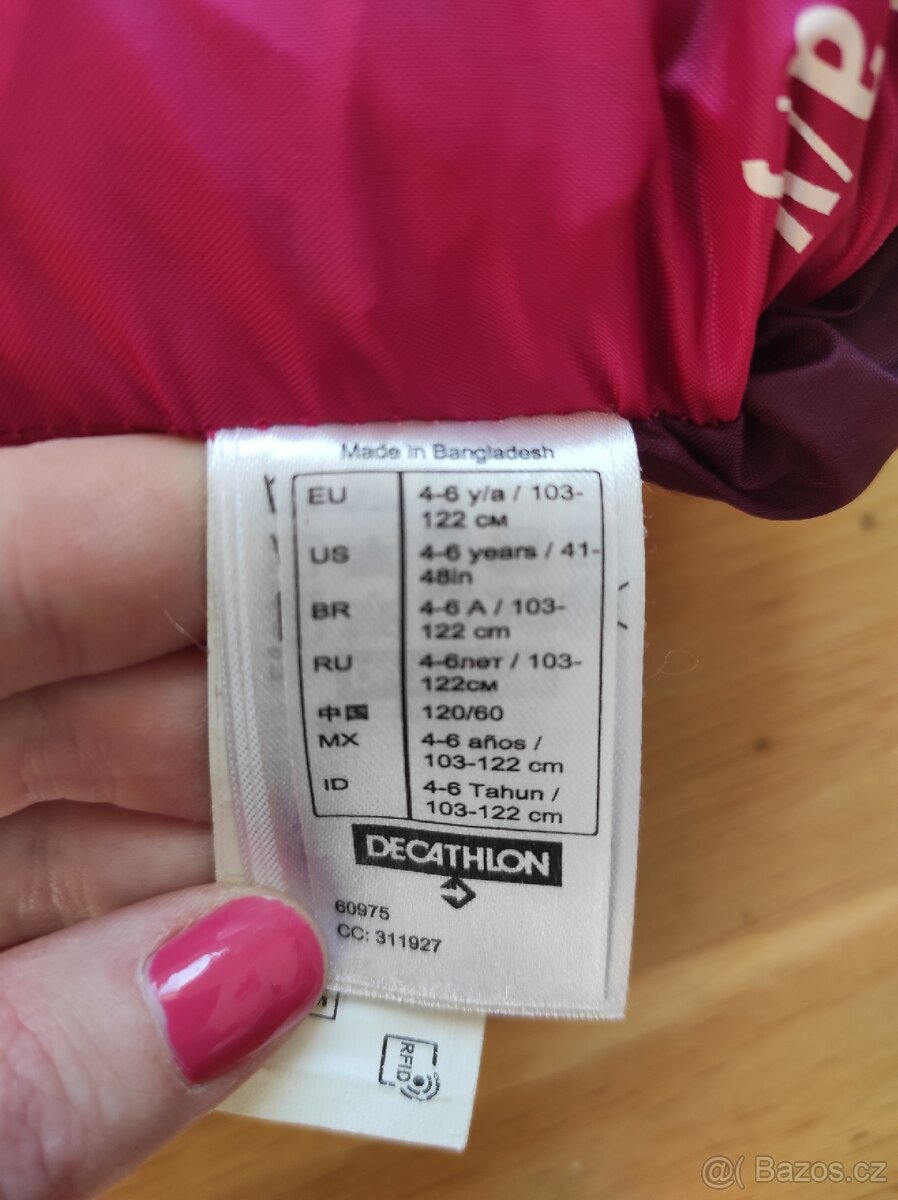 Made in Bangladesh
EU 4-6 y/a / 103-
122 см
US 4-6 years / 41-
48in
BR 4-6 A / 103-
122 cm
RU 4-6лет / 103-
122см
中国 120/60
MX 4-6 años /
103-122 cm
ID 4-6 Tahun /
103-122 cm
DECATHLON
60975
CC: 311927
RFID
@( Bazos.cz